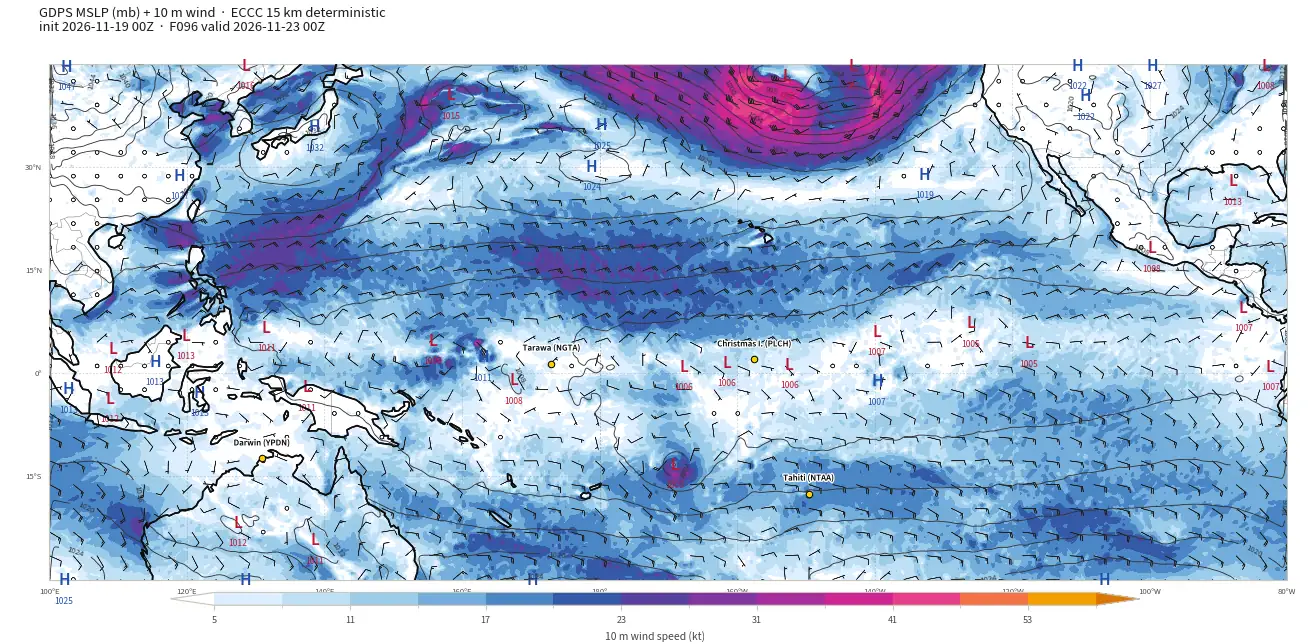 GDPS MSLP (mb) + 10 m wind · ECCC 15 km deterministic
init 2026-11-19 00Z · F096 valid 2026-11-23 00Z
H
L
L
L
H
H
L
1022
1027
1008
H
1022
L
1015
H
1032
H
1025
30°N
H
H
1024
H
1019
L
1013
L
1008
15°N
L
1007
L
1011
L
1013
L
1012
H
1013
L
L
1011
Tarawa (NGTA)
Christmas I. (PLCH)
L
1007
L
1006
L
1005
0°
H
H
L
1011
L
1008
L
1006
L
1006
L
1006
H
1007
L
1007
L
1012
Darwin (YPDN)
15°S
L
Tahiti (NTAA)
L
1012
L
H
H
H
H
1025
100°E
120°E
140°E
160°E
180°
160°W
140°W
120°W
100°W
80°W
5
11
17
23
31
41
53
10 m wind speed (kt)